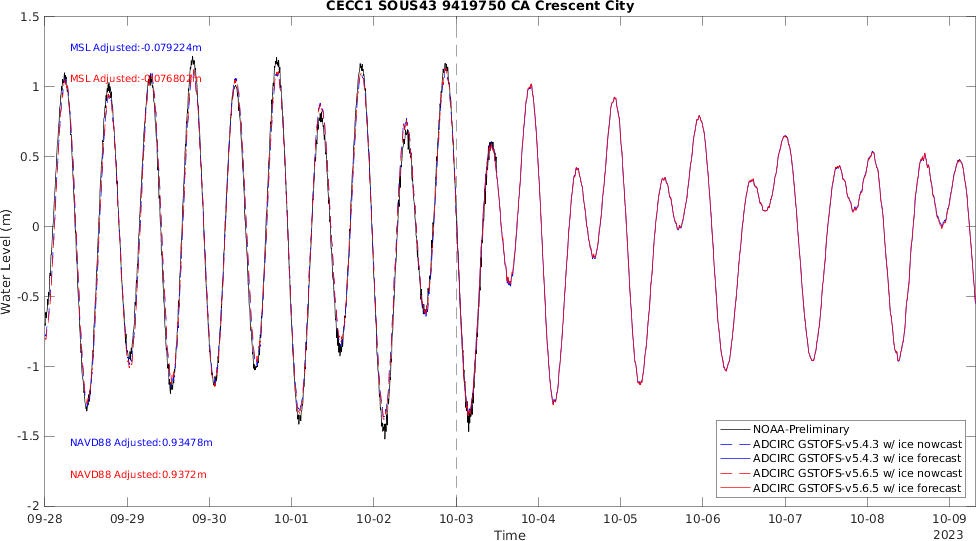 CECC1 SOUS43 9419750 CA Crescent City
1.5
MSL Adjusted:-0.079224m
MSL Adjusted:-0.076802m
1
0.5
0
-0.5
-1
-1.5
-2
Water Level (m)
NAVD88 Adjusted:0.93478m
NAVD88 Adjusted:0.9372m
NOAA-Preliminary
ADCIRC GSTOFS-v5.4.3 w/ ice nowcast
ADCIRC GSTOFS-v5.4.3 w/ ice forecast
ADCIRC GSTOFS-v5.6.5 w/ ice nowcast
ADCIRC GSTOFS-v5.6.5 w/ ice forecast
09-28 09-29 09-30 10-01 10-02 10-03 10-04 10-05 10-06 10-07 10-08 10-09
Time
2023